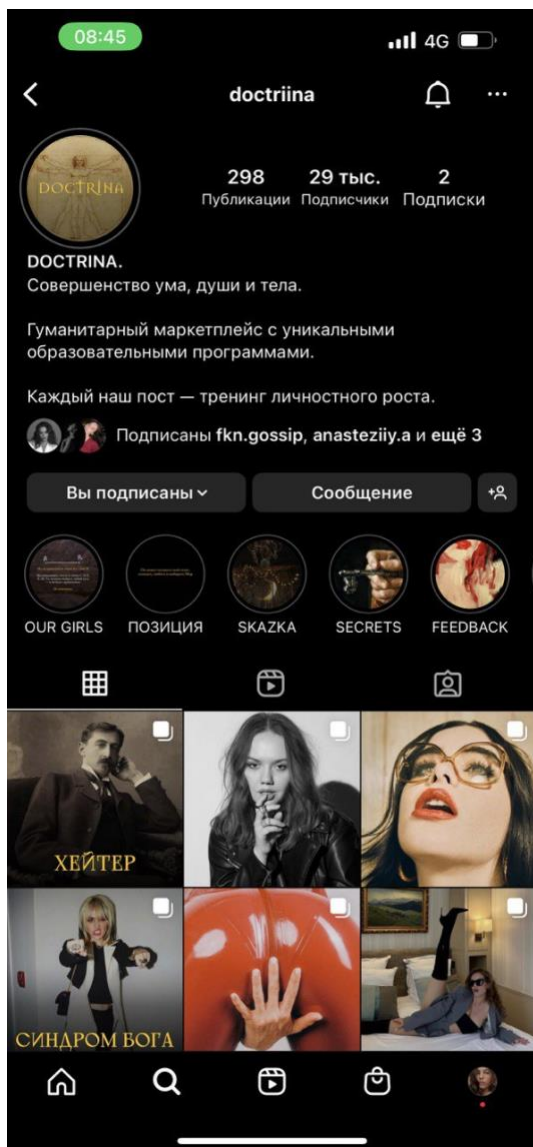 08:45
4G
doctriina
DOCTRINA
298
29 тыс.
2
Публикации
Подписчики
Подписки
DOCTRINA.
Совершенство ума, души и тела.
Гуманитарный маркетплейс с уникальными
образовательными программами.
Каждый наш пост — тренинг личностного роста.
Подписаны fkn.gossip, anasteziiy.a и ещё 3
Вы подписаны
Сообщение
OUR GIRLS
ПОЗИЦИЯ
SKAZKA
SECRETS
FEEDBACK
ХЕЙТЕР
СИНДРОМ БОГА